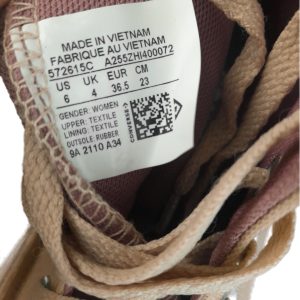 MADE IN VIETNAM
FABRIQUE AU VIETNAM
572615C A255ZHI400072
US UK EUR CM
6 4 36.5 23
GENDER: WOMEN
UPPER: TEXTILE
LINING: TEXTILE
OUTSOLE: RUBBER
9A 2110 A34